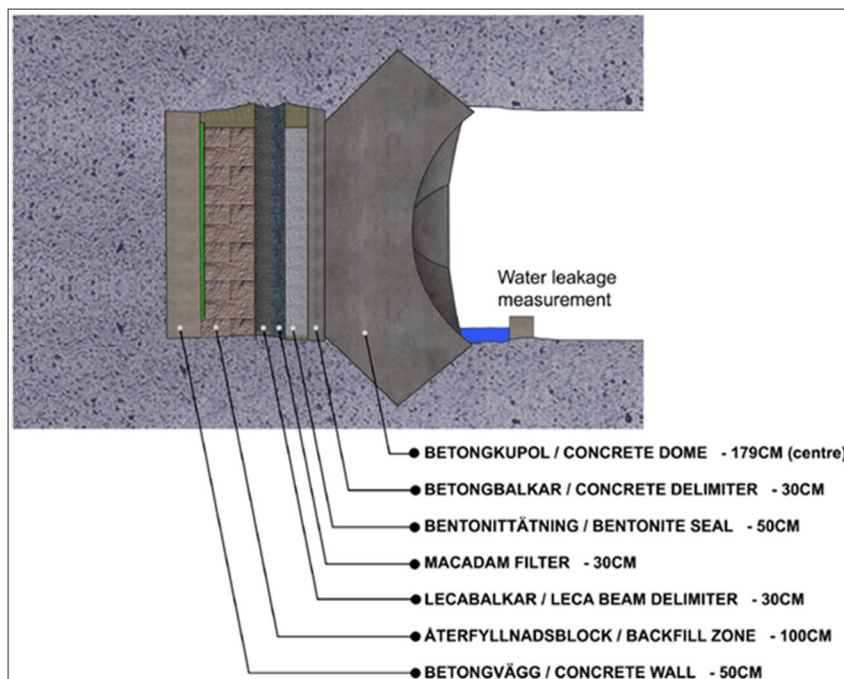 Water leakage
measurement
BETONGKUPOL / CONCRETE DOME - 179CM (centre)
BETONGBALKAR / CONCRETE DELIMITER - 30CM
BENTONITTÄTNING / BENTONITE SEAL - 50CM
MACADAM FILTER - 30CM
LECABALKAR / LECA BEAM DELIMITER - 30CM
ÅTERFYLLNADSBLOCK / BACKFILL ZONE - 100CM
BETONGVÄGG / CONCRETE WALL - 50CM